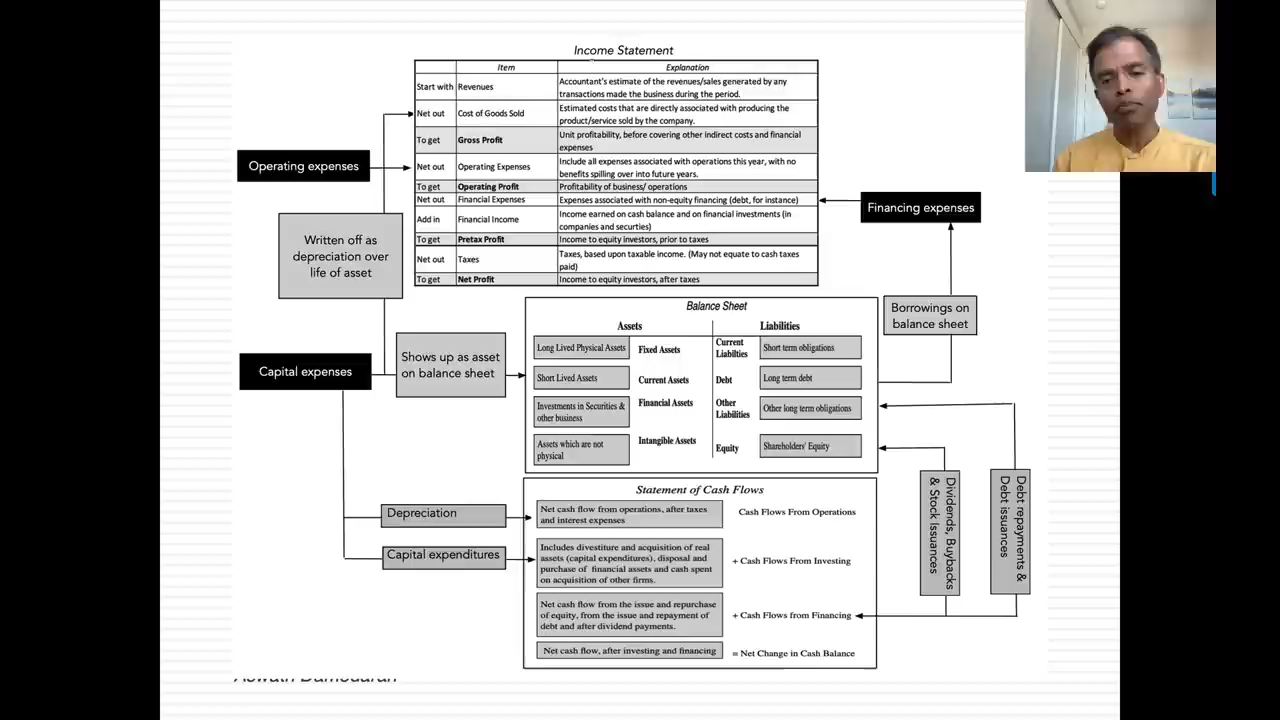 Income Statement
Item Explanation
Start with Revenues Accountant's estimate of the revenues/sales generated by any
transactions made the business during the period.
Net out Cost of Goods Sold Estimated costs that are directly associated with producing the
product/service sold by the company.
To get Gross Profit Unit profitability, before covering other indirect costs and financial
expenses
Net out Operating Expenses Include all expenses associated with operations this year, with no
benefits spilling over into future years.
To get Operating Profit Profitability of business/ operations
Net out Financial Expenses Expenses associated with non-equity financing (debt, for instance)
Add in Financial Income Income earned on cash balance and on financial investments (in
companies and securties)
To get Pretax Profit Income to equity investors, prior to taxes
Net out Taxes Taxes, based upon taxable income. (May not equate to cash taxes
paid)
To get Net Profit Income to equity investors, after taxes
Operating expenses
Written off as
depreciation over
life of asset
Financing expenses
Borrowings on
balance sheet
Capital expenses
Shows up as asset
on balance sheet
Balance Sheet
Assets Liabilities
Long Lived Physical Assets Fixed Assets Current
Liabilties Short term obligations
Short Lived Assets Current Assets Debt Long term debt
Investments in Securities &
other business Financial Assets Other
Liabilities Other long term obligations
Assets which are not
physical Intangible Assets Equity Shareholders' Equity
Dividends, Buybacks
& Stock issuances
Debt repayments &
Debt issuances
Depreciation
Capital expenditures
Statement of Cash Flows
Net cash flow from operations, after taxes
and interest expenses
Cash Flows From Operations
Includes divestiture and acquisition of real
assets (capital expenditures), disposal and
purchase of financial assets and cash spent
on acquisition of other firms.
+ Cash Flows From Investing
Net cash flow from the issue and repurchase
of equity, from the issue and repayment of
debt and after dividend payments.
+ Cash Flows from Financing
Net cash flow, after investing and financing
= Net Change in Cash Balance
Aswath Damodaran